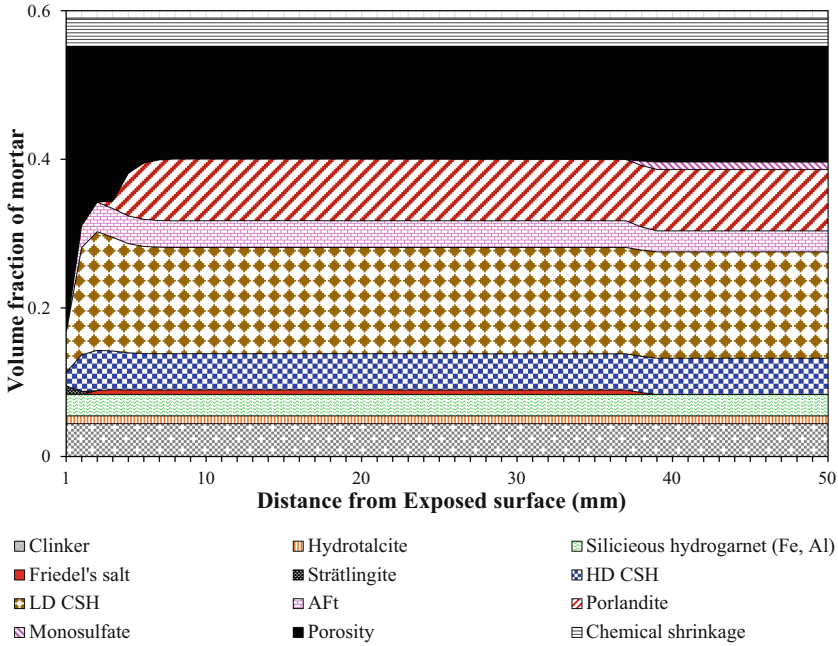 0.6
0.4
0.2
0
Volume fraction of mortar
1 10 20 30 40 50
Distance from Exposed surface (mm)
Clinker Hydrotalcite Silicieous hydrogarnet (Fe, Al)
Friedel's salt Strätlingite HD CSH
LD CSH AFt Porlandite
Monosulfate Porosity Chemical shrinkage